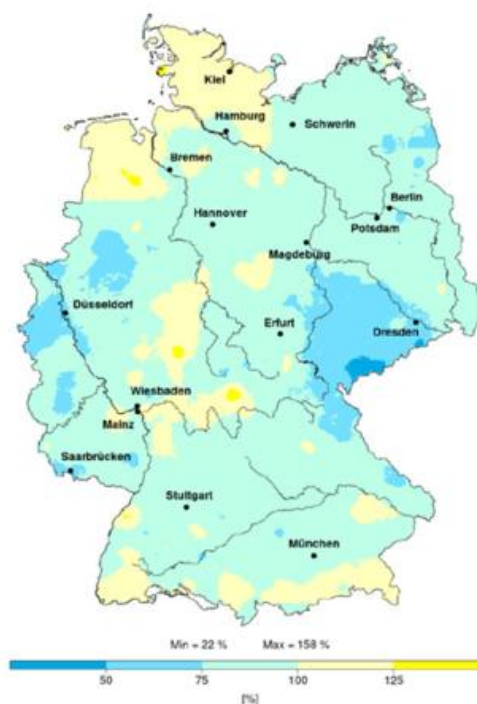 Kiel
Hamburg
Schwerin
Bremen
Berlin
Hannover
Potsdam
Magdeburg
Düsseldorf
Erfurt
Dresden
Wiesbaden
Mainz
Saarbrücken
Stuttgart
München
Min = 22 % Max = 158 %
50 75 100 125
[%]